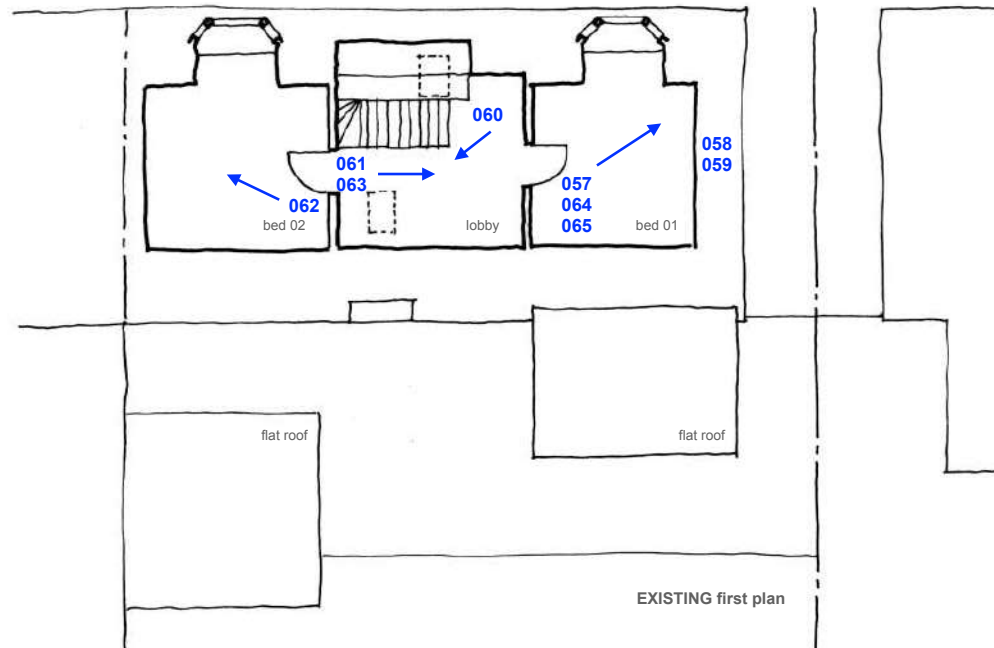 060
058
059
061
063
057
064
065
062
bed 02
lobby
bed 01
flat roof
flat roof
EXISTING first plan